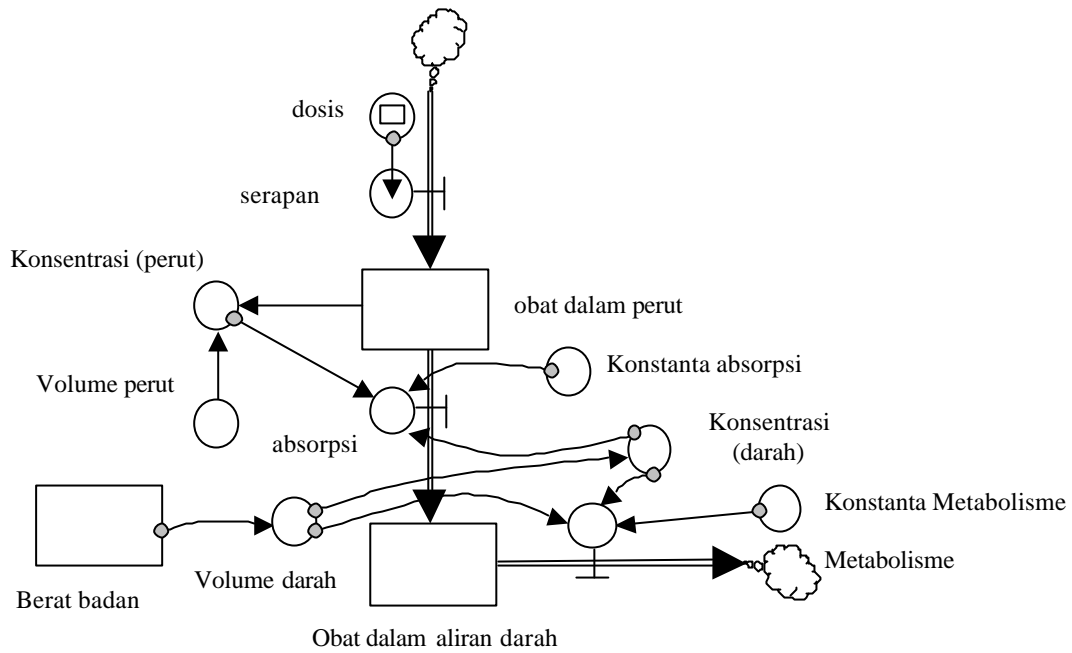 dosis
serapan
Konsentrasi (perut)
obat dalam perut
Konstanta absorpsi
Volume perut
Konsentrasi
(darah)
absorpsi
Konstanta Metabolisme
Metabolisme
Volume darah
Berat badan
Obat dalam aliran darah